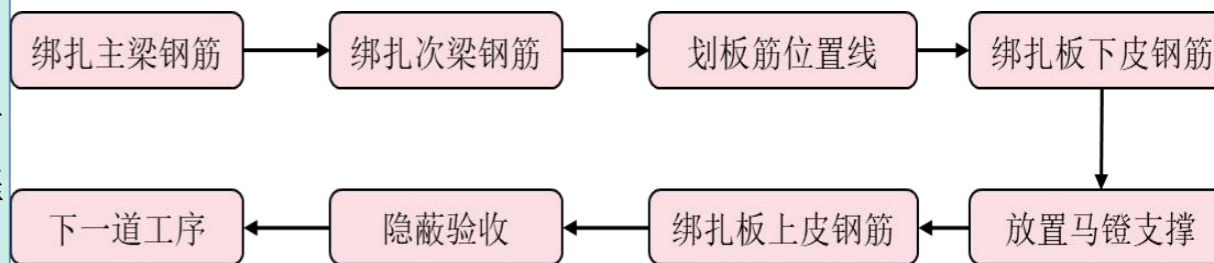 绑扎主梁钢筋
绑扎次梁钢筋
划板筋位置线
绑扎板下皮钢筋
放置马镫支撑
绑扎板上皮钢筋
隐蔽验收
下一道工序